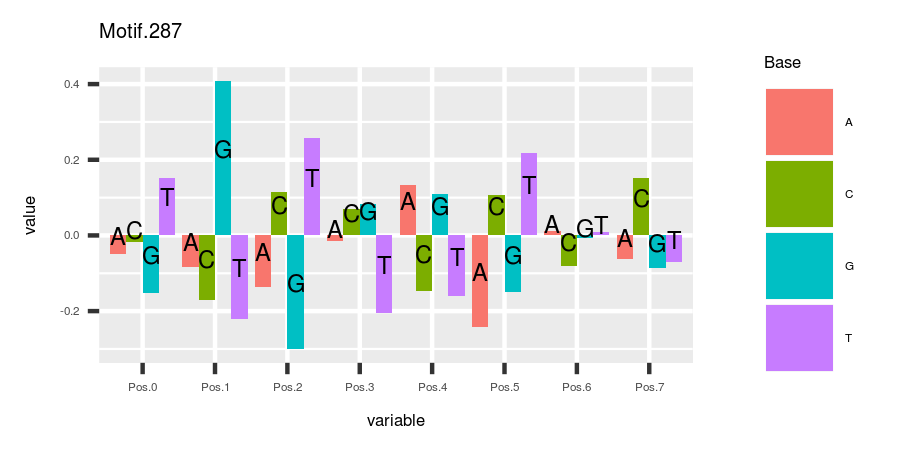 Motif.287
Base
A
C
G
T
value
0.4
0.2
0.0
-0.2
A C G T A C G T A C G T A C G T A C G T A C G T A C G T A C G T
Pos.0 Pos.1 Pos.2 Pos.3 Pos.4 Pos.5 Pos.6 Pos.7
variable